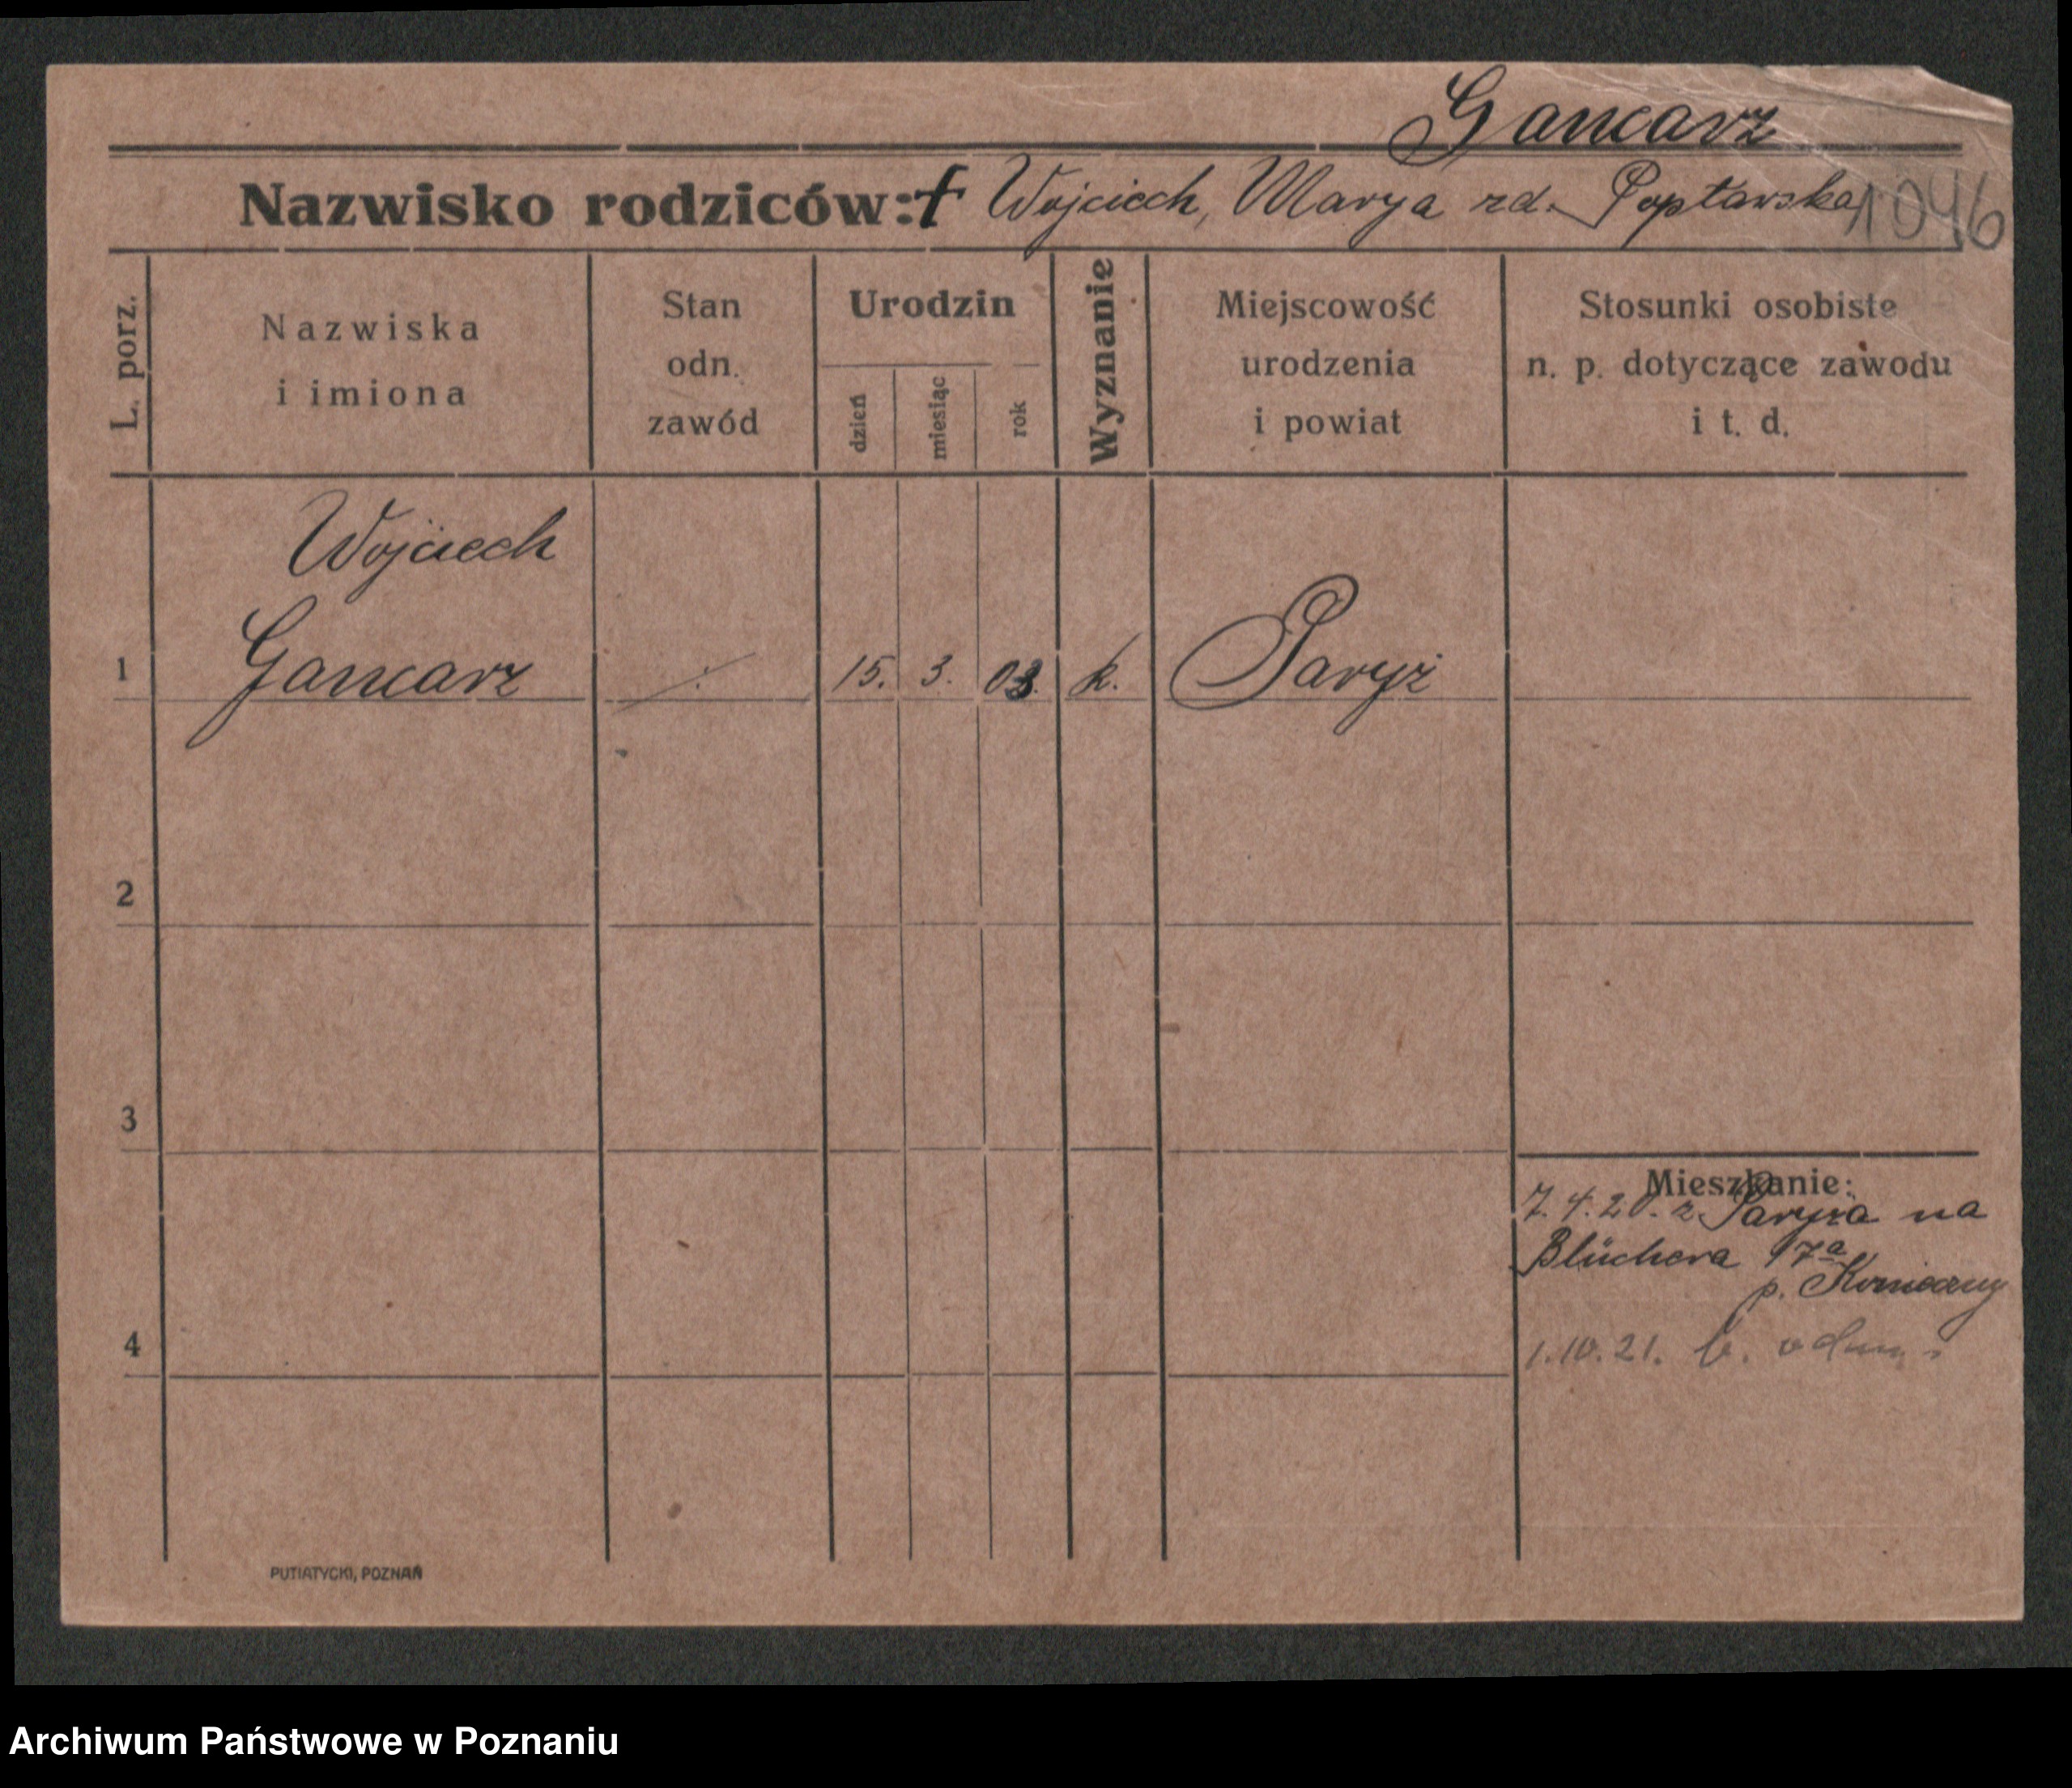 Gancarz
Nazwisko rodziców: † Wojciech, Marya zd. Poptawska
1046
L. porz.
Nazwiska
i imiona
Stan
odn.
zawód
Urodzin
dzień
miesiąc
rok
Wyznanie
Miejscowość
urodzenia
i powiat
Stosunki osobiste
n. p. dotyczące zawodu
i t. d.
Wojciech
1 Gancarz 15. 3. 03. k. Paryż
2
3
Mieszkanie:
7.4.20. z Paryża na
Blüchera 17a
p. Konieczny
4
1.10.21.
PUTIATYCKI, POZNAŃ
Archiwum Państwowe w Poznaniu